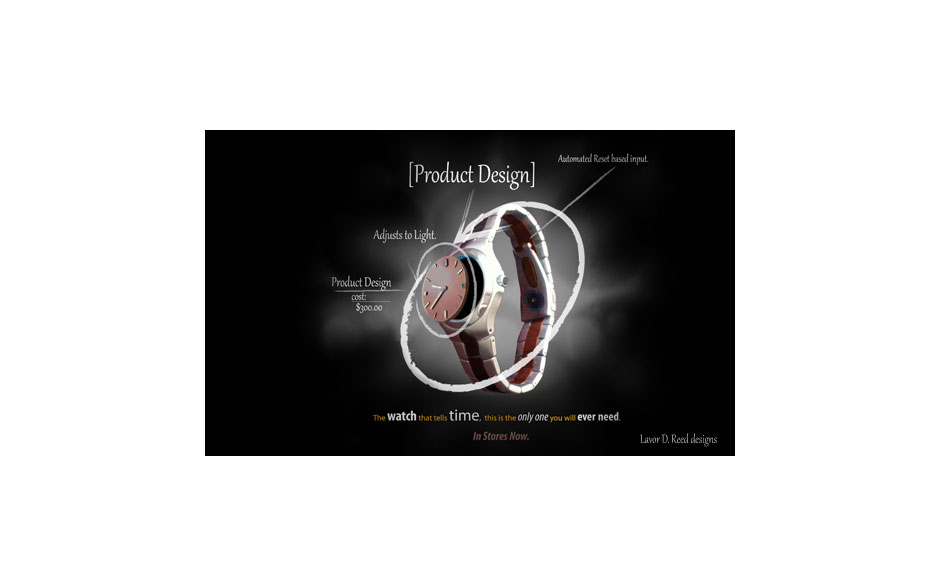 Automated Reset based input.
[Product Design]
Adjusts to Light.
Product Design
cost:
$300.00
The watch that tells time, this is the only one you will ever need.
In Stores Now.
Lavor D. Reed designs